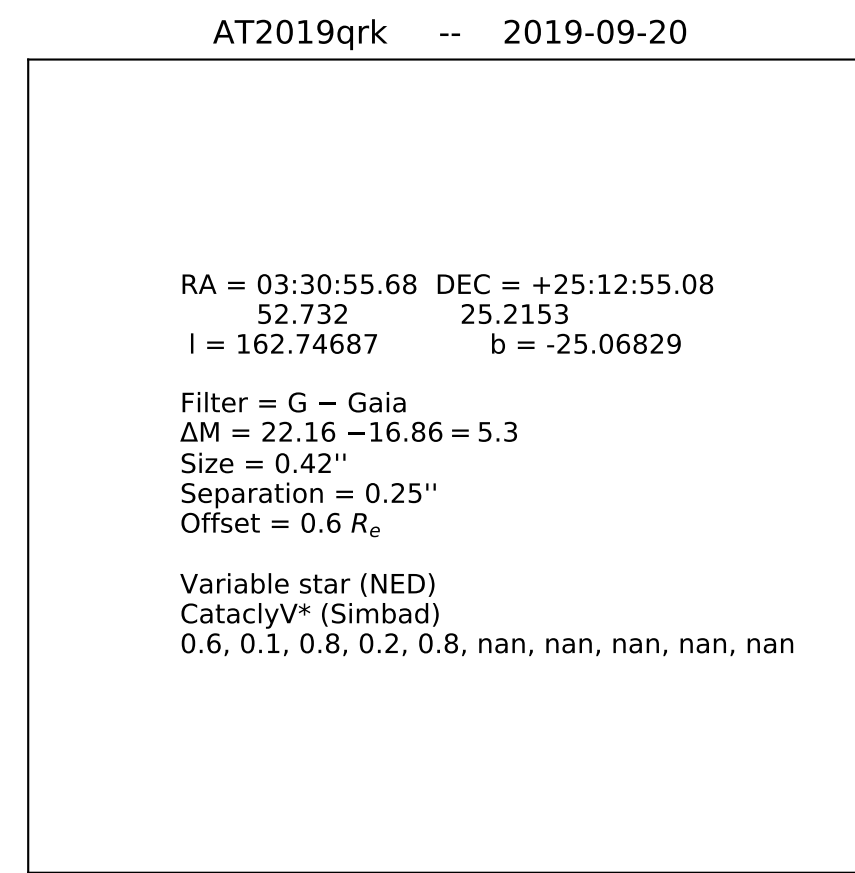 AT2019qrk -- 2019-09-20
RA = 03:30:55.68 DEC = +25:12:55.08
52.732 25.2153
l = 162.74687 b = -25.06829
Filter = G − Gaia
ΔM = 22.16 −16.86 = 5.3
Size = 0.42''
Separation = 0.25''
Offset = 0.6 Rₑ
Variable star (NED)
CataclyV* (Simbad)
0.6, 0.1, 0.8, 0.2, 0.8, nan, nan, nan, nan, nan